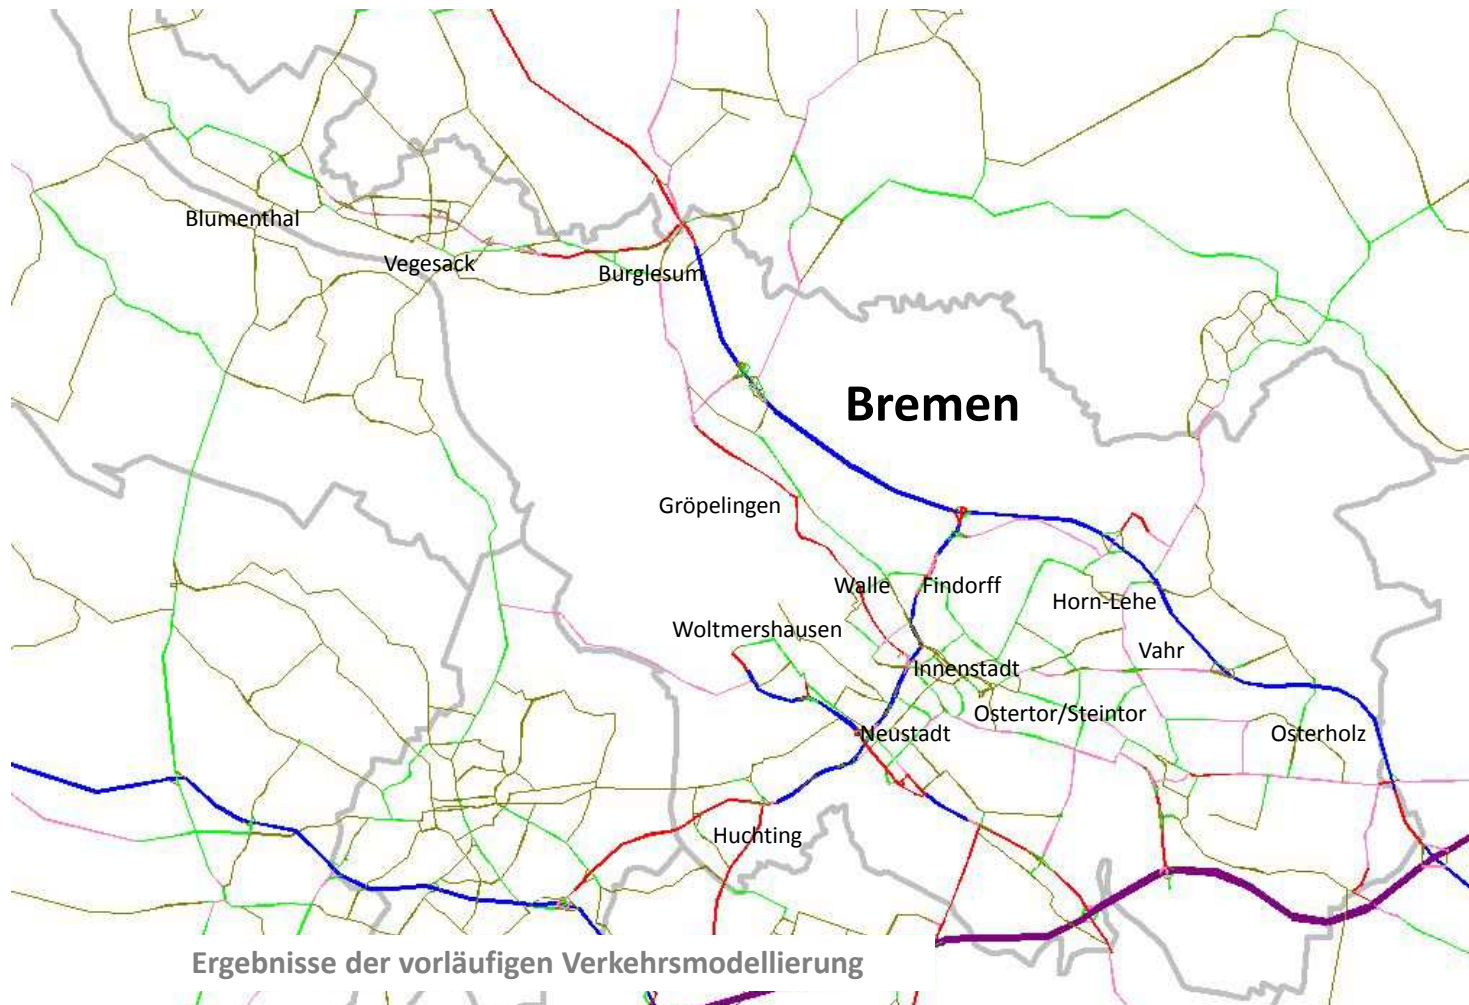 Blumenthal
Vegesack
Burglesum
Bremen
Gröpelingen
Walle
Findorff
Horn-Lehe
Woltmershausen
Vahr
Innenstadt
Ostertor/Steintor
Neustadt
Osterholz
Huchting
Ergebnisse der vorläufigen Verkehrsmodellierung